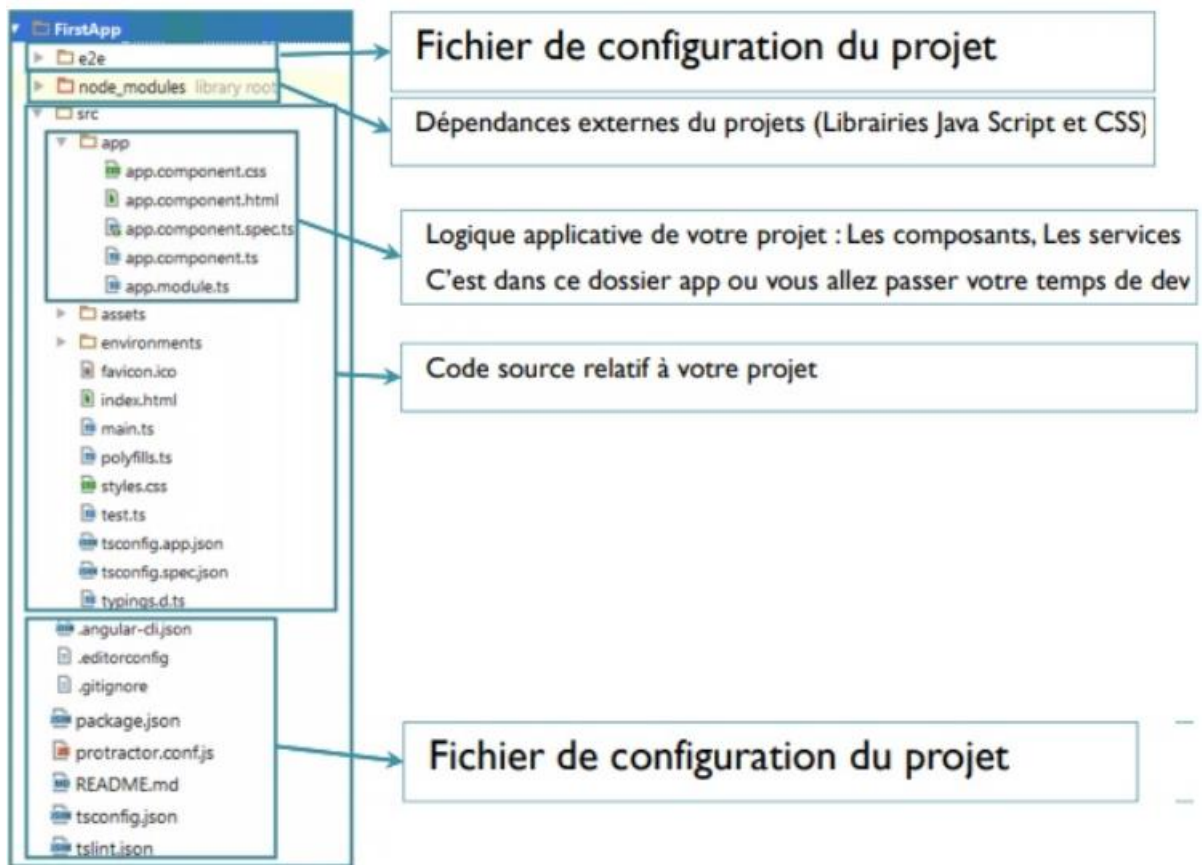 FirstApp
e2e
Fichier de configuration du projet
node_modules library root
Dépendances externes du projets (Librairies Java Script et CSS)
src
app
app.component.css
app.component.html
app.component.spec.ts
app.component.ts
app.module.ts
Logique applicative de votre projet : Les composants, Les services
C'est dans ce dossier app ou vous allez passer votre temps de dev
assets
environments
favicon.ico
index.html
main.ts
polyfills.ts
styles.css
test.ts
tsconfig.app.json
tsconfig.spec.json
typings.d.ts
Code source relatif à votre projet
.angular-cli.json
.editorconfig
.gitignore
package.json
protractor.conf.js
README.md
tsconfig.json
tslint.json
Fichier de configuration du projet